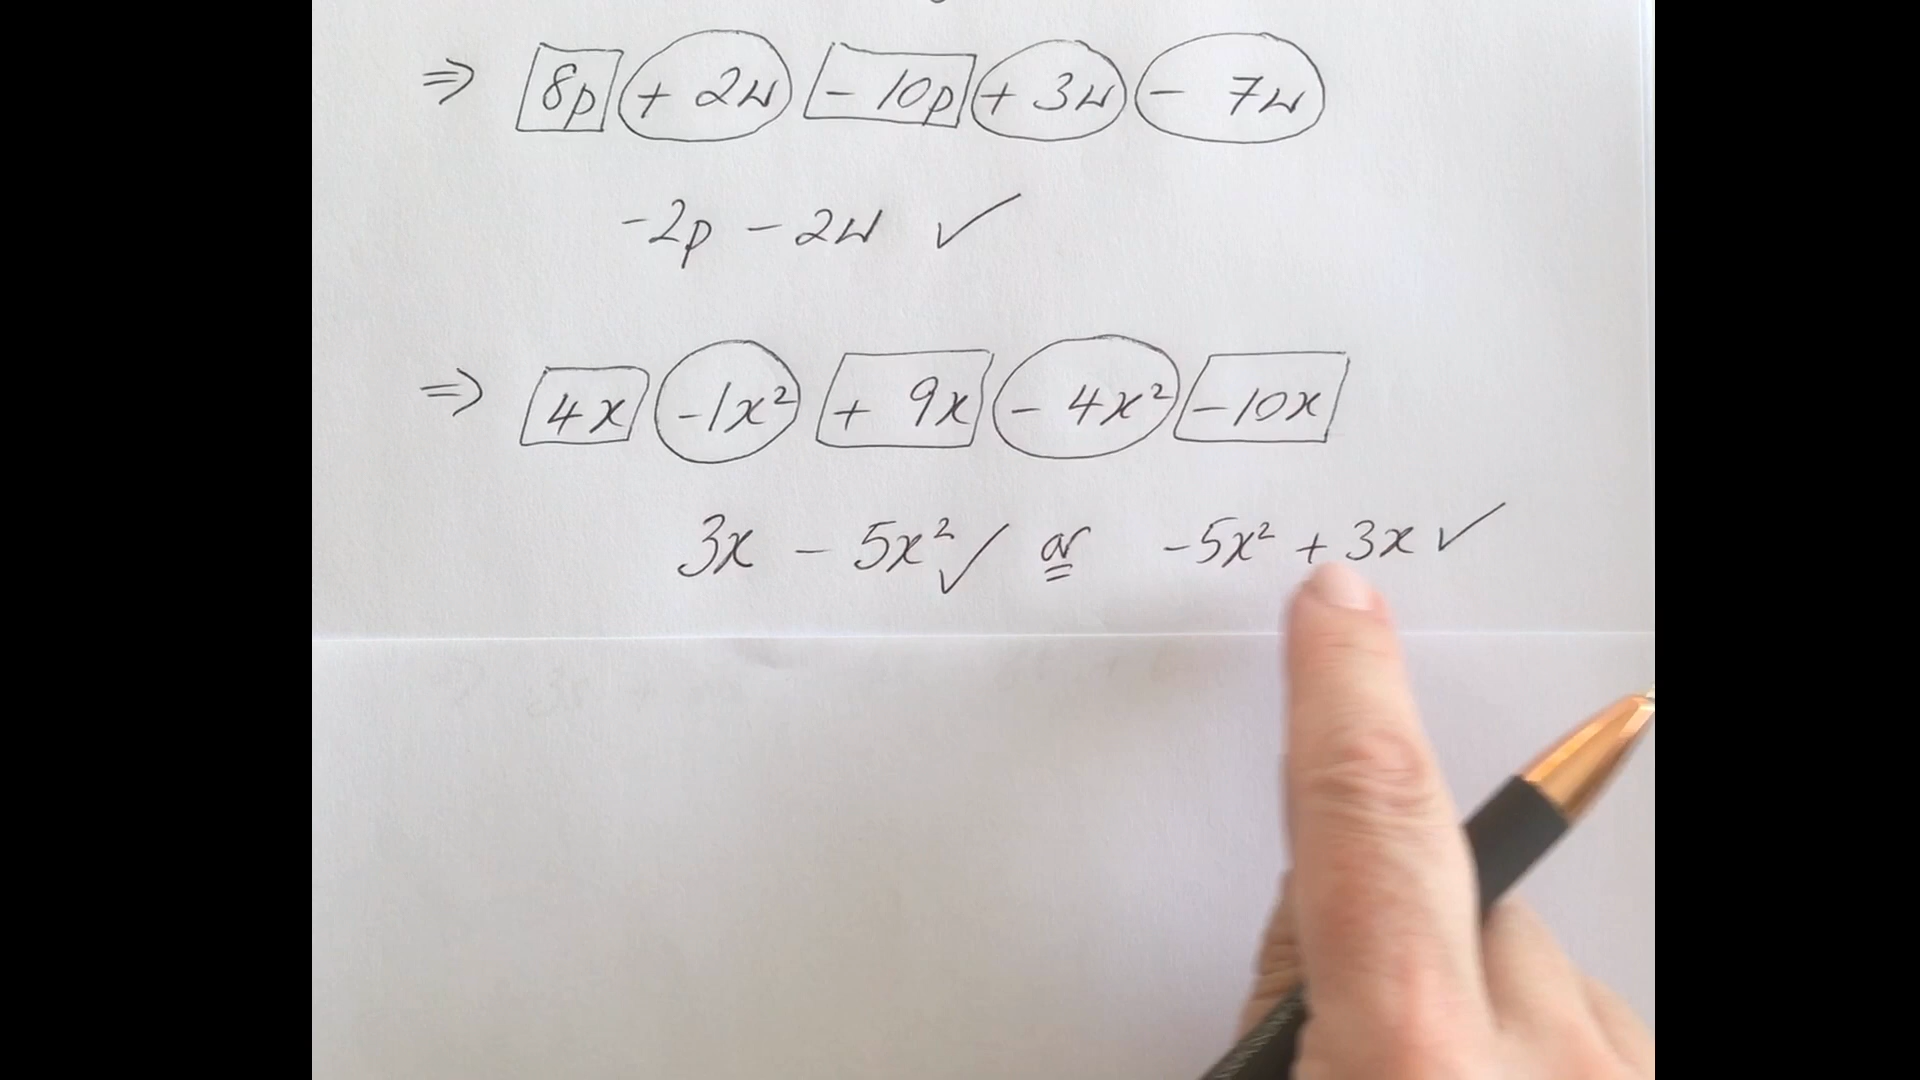 ⇒ 8p + 2w - 10p + 3w - 7w
-2p - 2w ✓
⇒ 4x - 1x² + 9x - 4x² - 10x
3x - 5x² ✓ or -5x² + 3x ✓